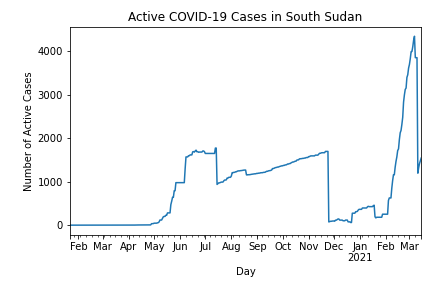 Active COVID-19 Cases in South Sudan
Number of Active Cases
4000
3000
2000
1000
0
Feb Mar Apr May Jun Jul Aug Sep Oct Nov Dec Jan Feb Mar
2021
Day